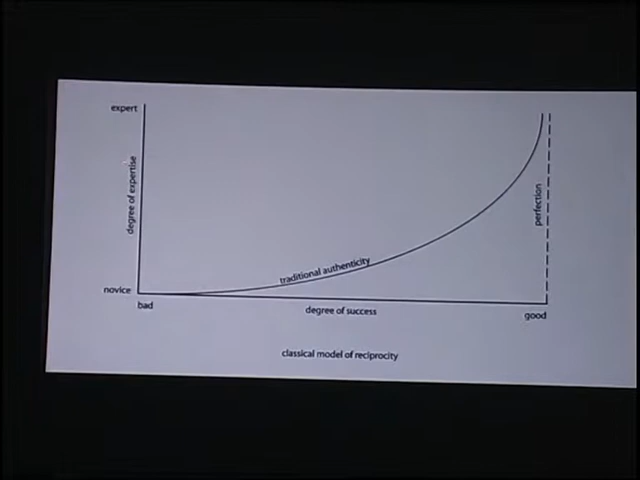 expert
degree of expertise
perfection
traditional authenticity
novice
bad
degree of success
good
classical model of reciprocity